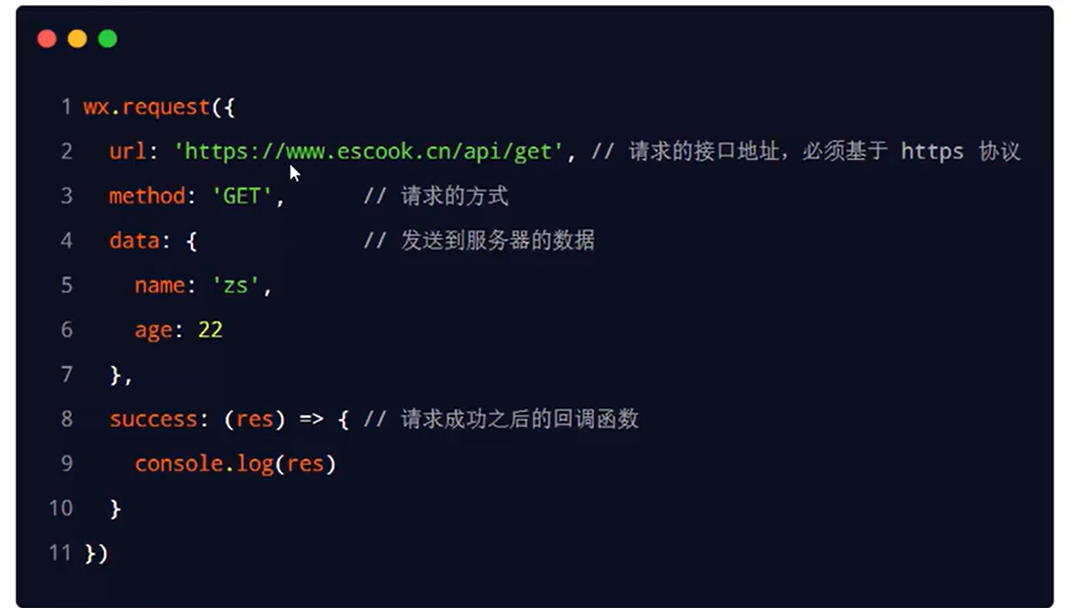 1 wx.request({
2 url: 'https://www.escook.cn/api/get', // 请求的接口地址，必须基于 https 协议
3 method: 'GET', // 请求的方式
4 data: { // 发送到服务器的数据
5 name: 'zs',
6 age: 22
7 },
8 success: (res) => { // 请求成功之后的回调函数
9 console.log(res)
10 }
11 })